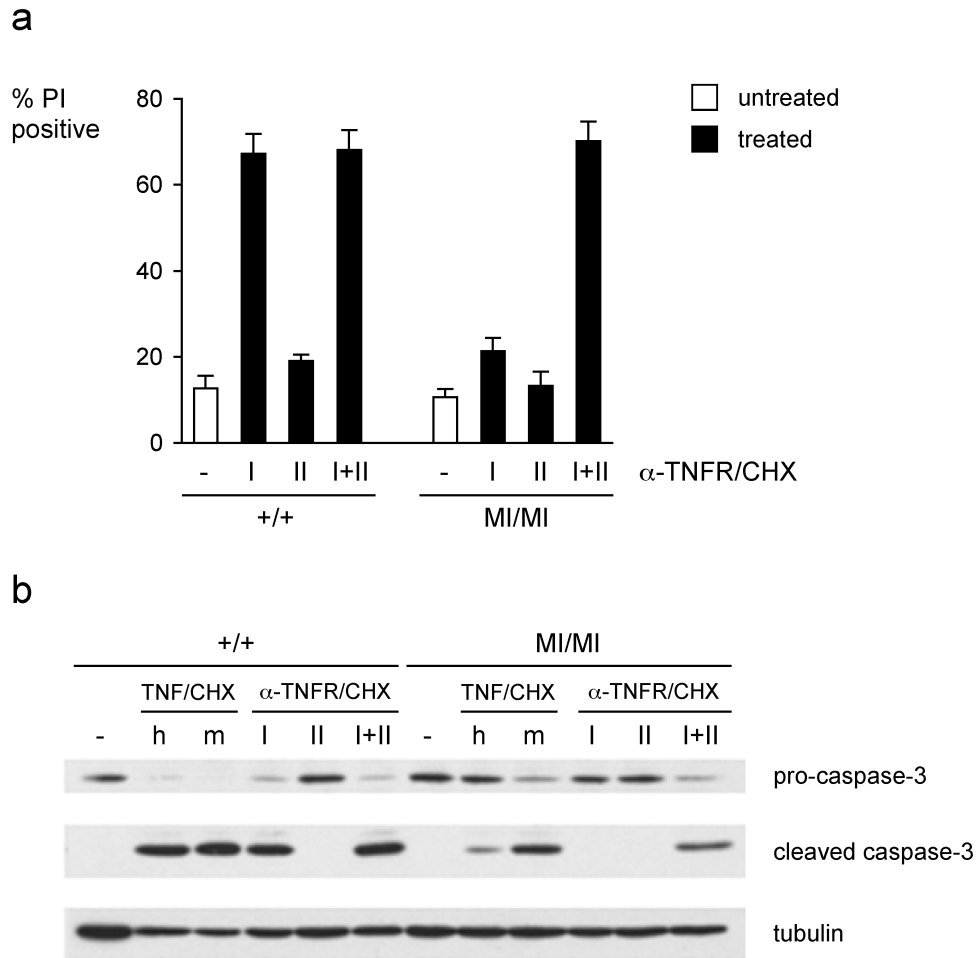 a
% PI
positive
80
60
40
20
0
untreated
treated
- I II I+II - I II I+II α-TNFR/CHX
+/+ MI/MI
b
+/+ MI/MI
TNF/CHX α-TNFR/CHX TNF/CHX α-TNFR/CHX
- h m I II I+II - h m I II I+II
pro-caspase-3
cleaved caspase-3
tubulin